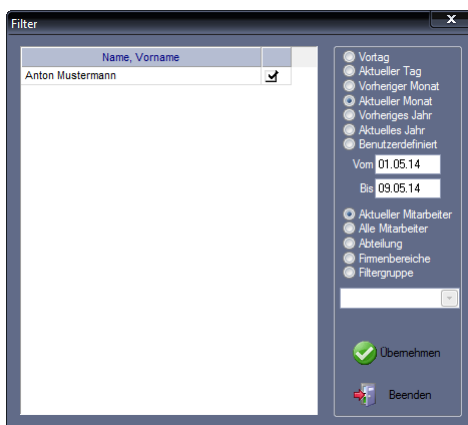 Filter
x
Name, Vorname
Anton Mustermann
Vortag
Aktueller Tag
Vorheriger Monat
Aktueller Monat
Vorheriges Jahr
Aktuelles Jahr
Benutzerdefiniert
Vom 01.05.14
Bis 09.05.14
Aktueller Mitarbeiter
Alle Mitarbeiter
Abteilung
Firmenbereiche
Filtergruppe
Übernehmen
Beenden